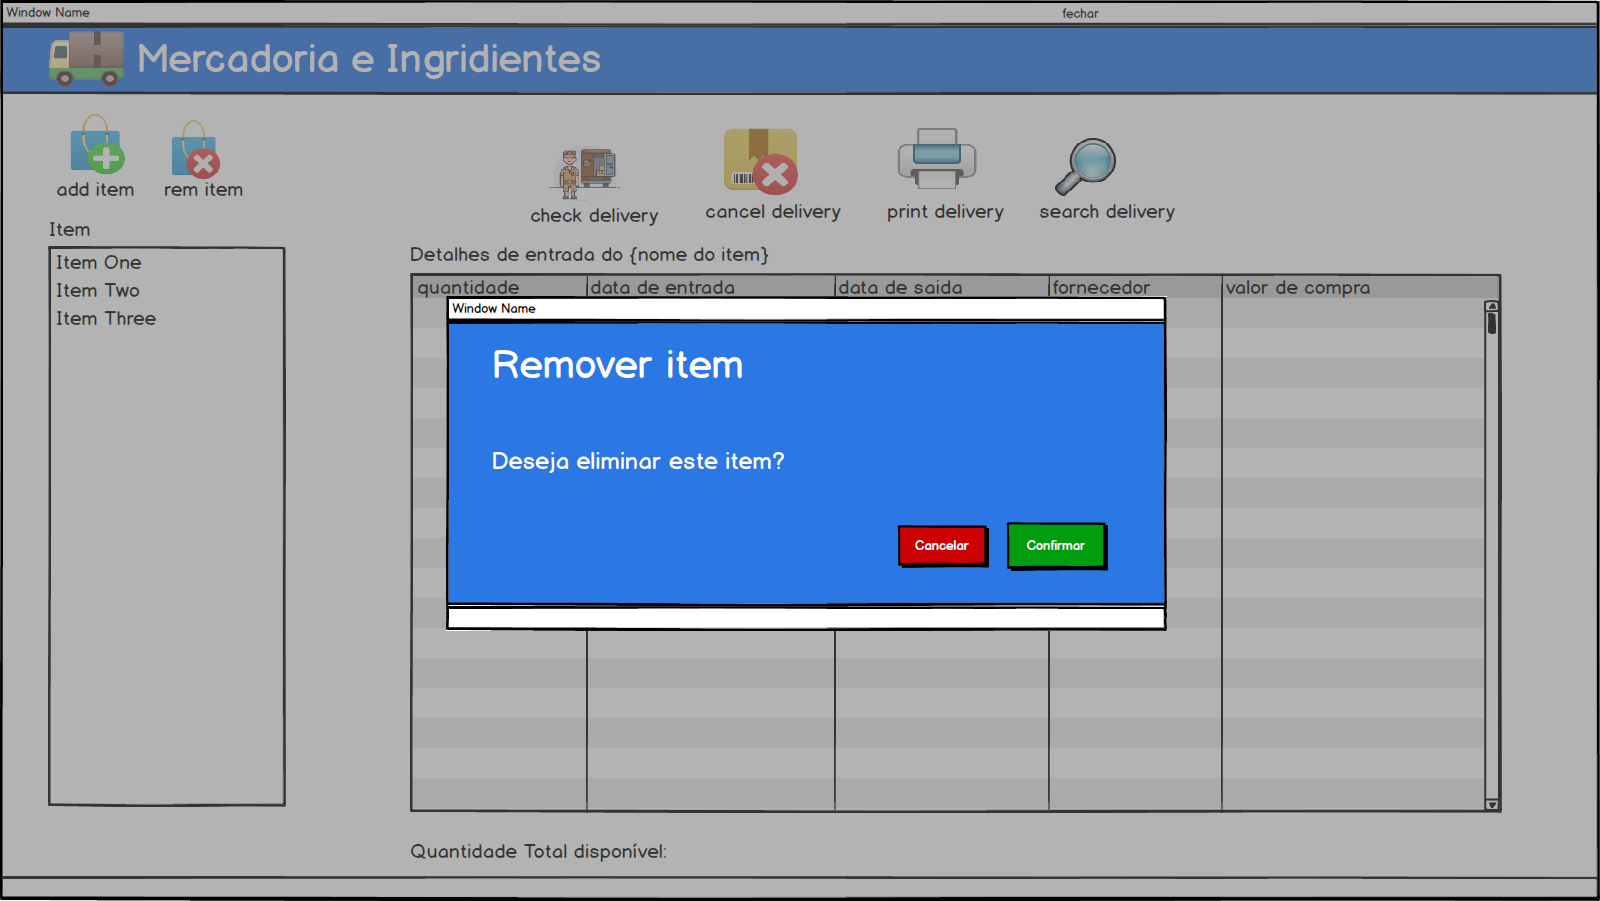 Window Name
fechar
Mercadoria e Ingridientes
add item
rem item
check delivery
cancel delivery
print delivery
search delivery
Item
Item One
Item Two
Item Three
Detalhes de entrada do {nome do item}
quantidade
data de entrada
data de saida
fornecedor
valor de compra
Window Name
Remover item
Deseja eliminar este item?
Cancelar
Confirmar
Quantidade Total disponível: